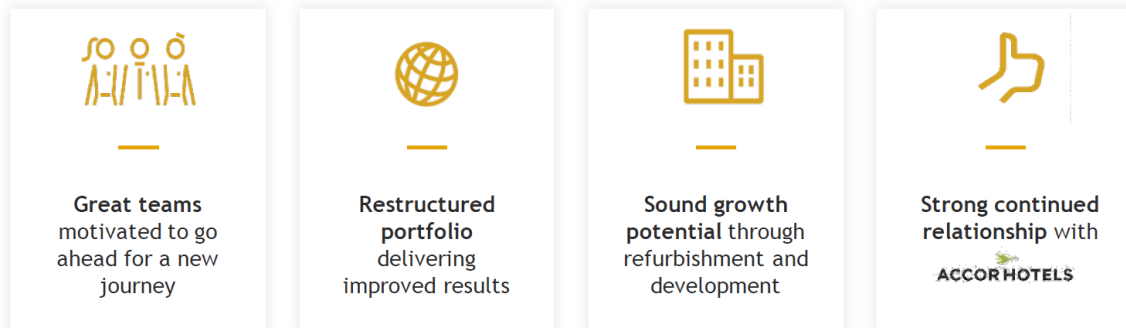 Great teams
motivated to go
ahead for a new
journey
Restructured
portfolio
delivering
improved results
Sound growth
potential through
refurbishment and
development
Strong continued
relationship with
ACCORHOTELS